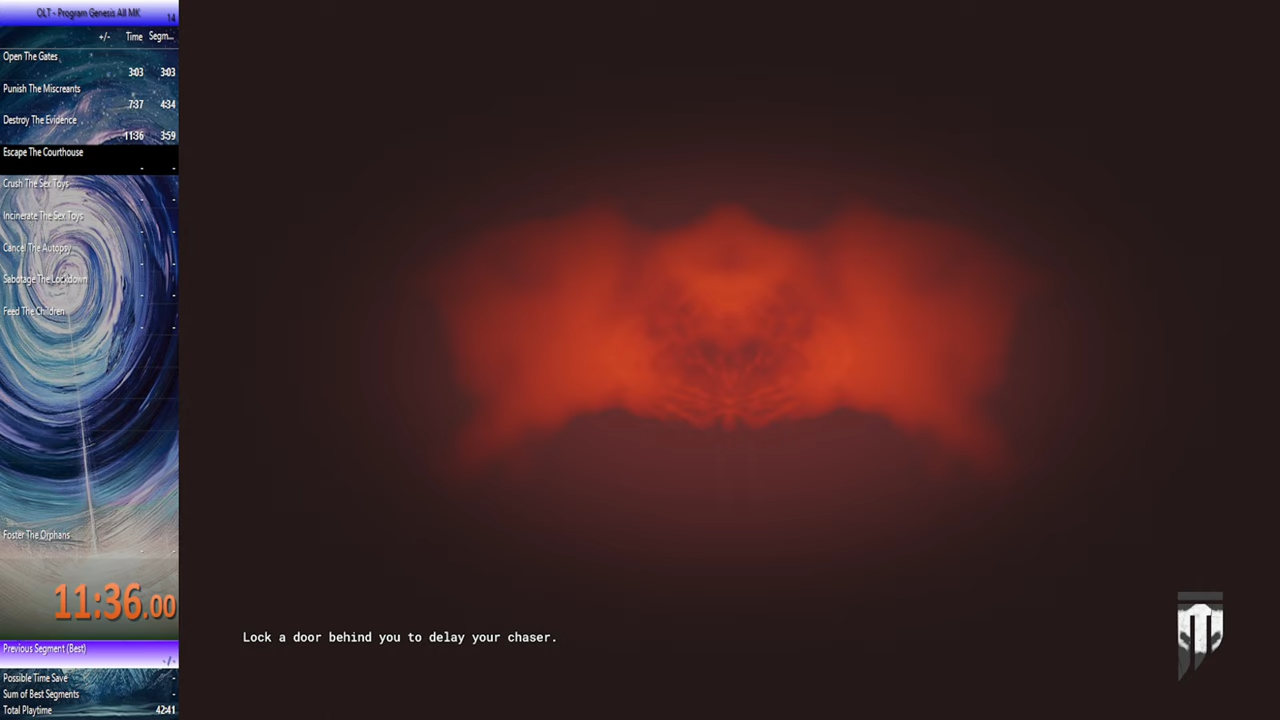 OLT - Program Genesis All MK
14
+/- Time Segm...
Open The Gates
3:03 3:03
Punish The Miscreants
7:37 4:34
Destroy The Evidence
11:36 3:59
Escape The Courthouse
- -
Crush The Sex Toys
- -
Incinerate The Sex Toys
- -
Cancel The Autopsy
- -
Sabotage The Lockdown
- -
Feed The Children
- -
Foster The Orphans
- -
11:36.00
Previous Segment (Best)
-/-
Possible Time Save -
Sum of Best Segments -
Total Playtime 42:41
Lock a door behind you to delay your chaser.